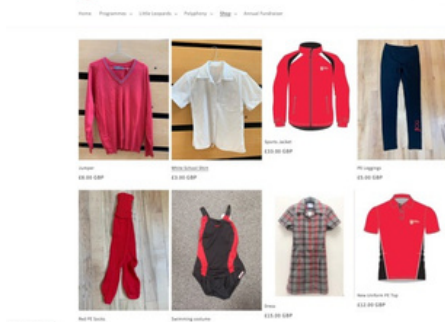 Home Programmes Little Leopards Polyphony Shop Annual Fundraiser
Jumper
£8.00 GBP
White School Shirt
£3.00 GBP
Sports Jacket
£33.00 GBP
PE Leggings
£5.00 GBP
Red PE Socks
Swimming costume
Dress
£15.00 GBP
New Uniform PE Top
£12.00 GBP